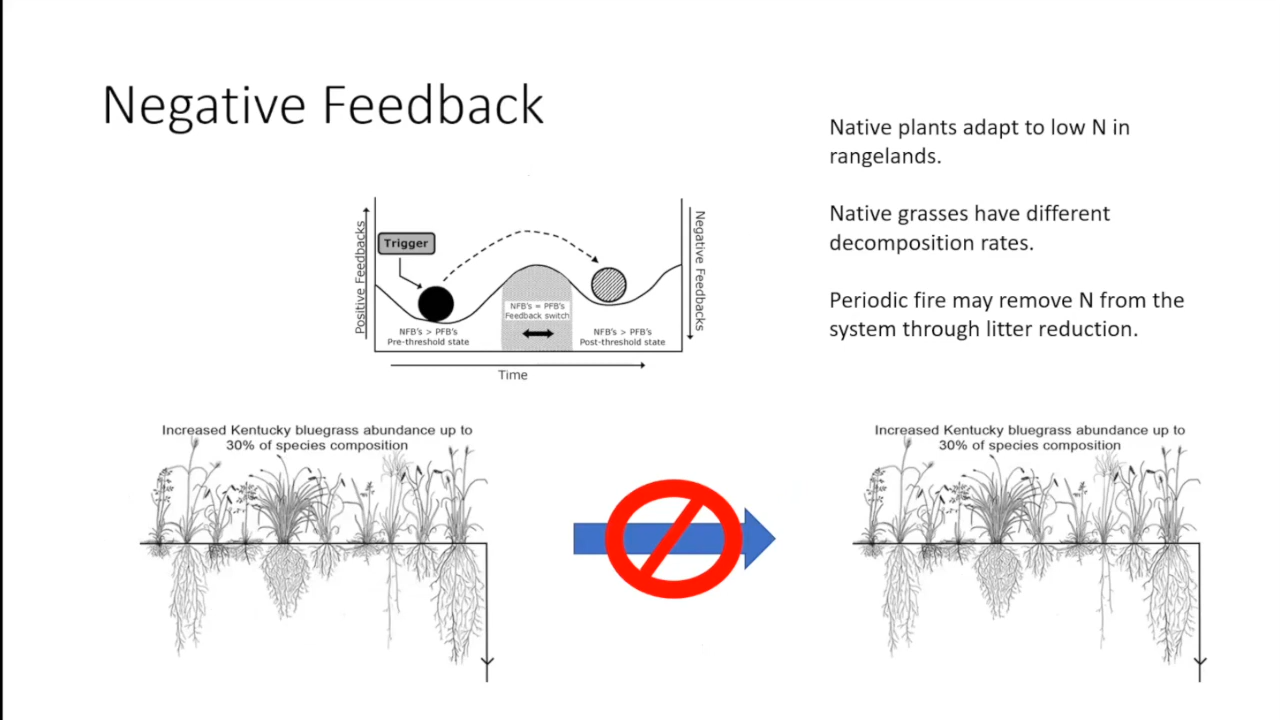 Negative Feedback
Native plants adapt to low N in
rangelands.
Native grasses have different
decomposition rates.
Periodic fire may remove N from the
system through litter reduction.
Positive Feedbacks
Trigger
NFB's > PFB's
Pre-threshold state
NFB's = PFB's
Feedback switch
NFB's > PFB's
Post-threshold state
Negative Feedbacks
Time
Increased Kentucky bluegrass abundance up to
30% of species composition
Increased Kentucky bluegrass abundance up to
30% of species composition